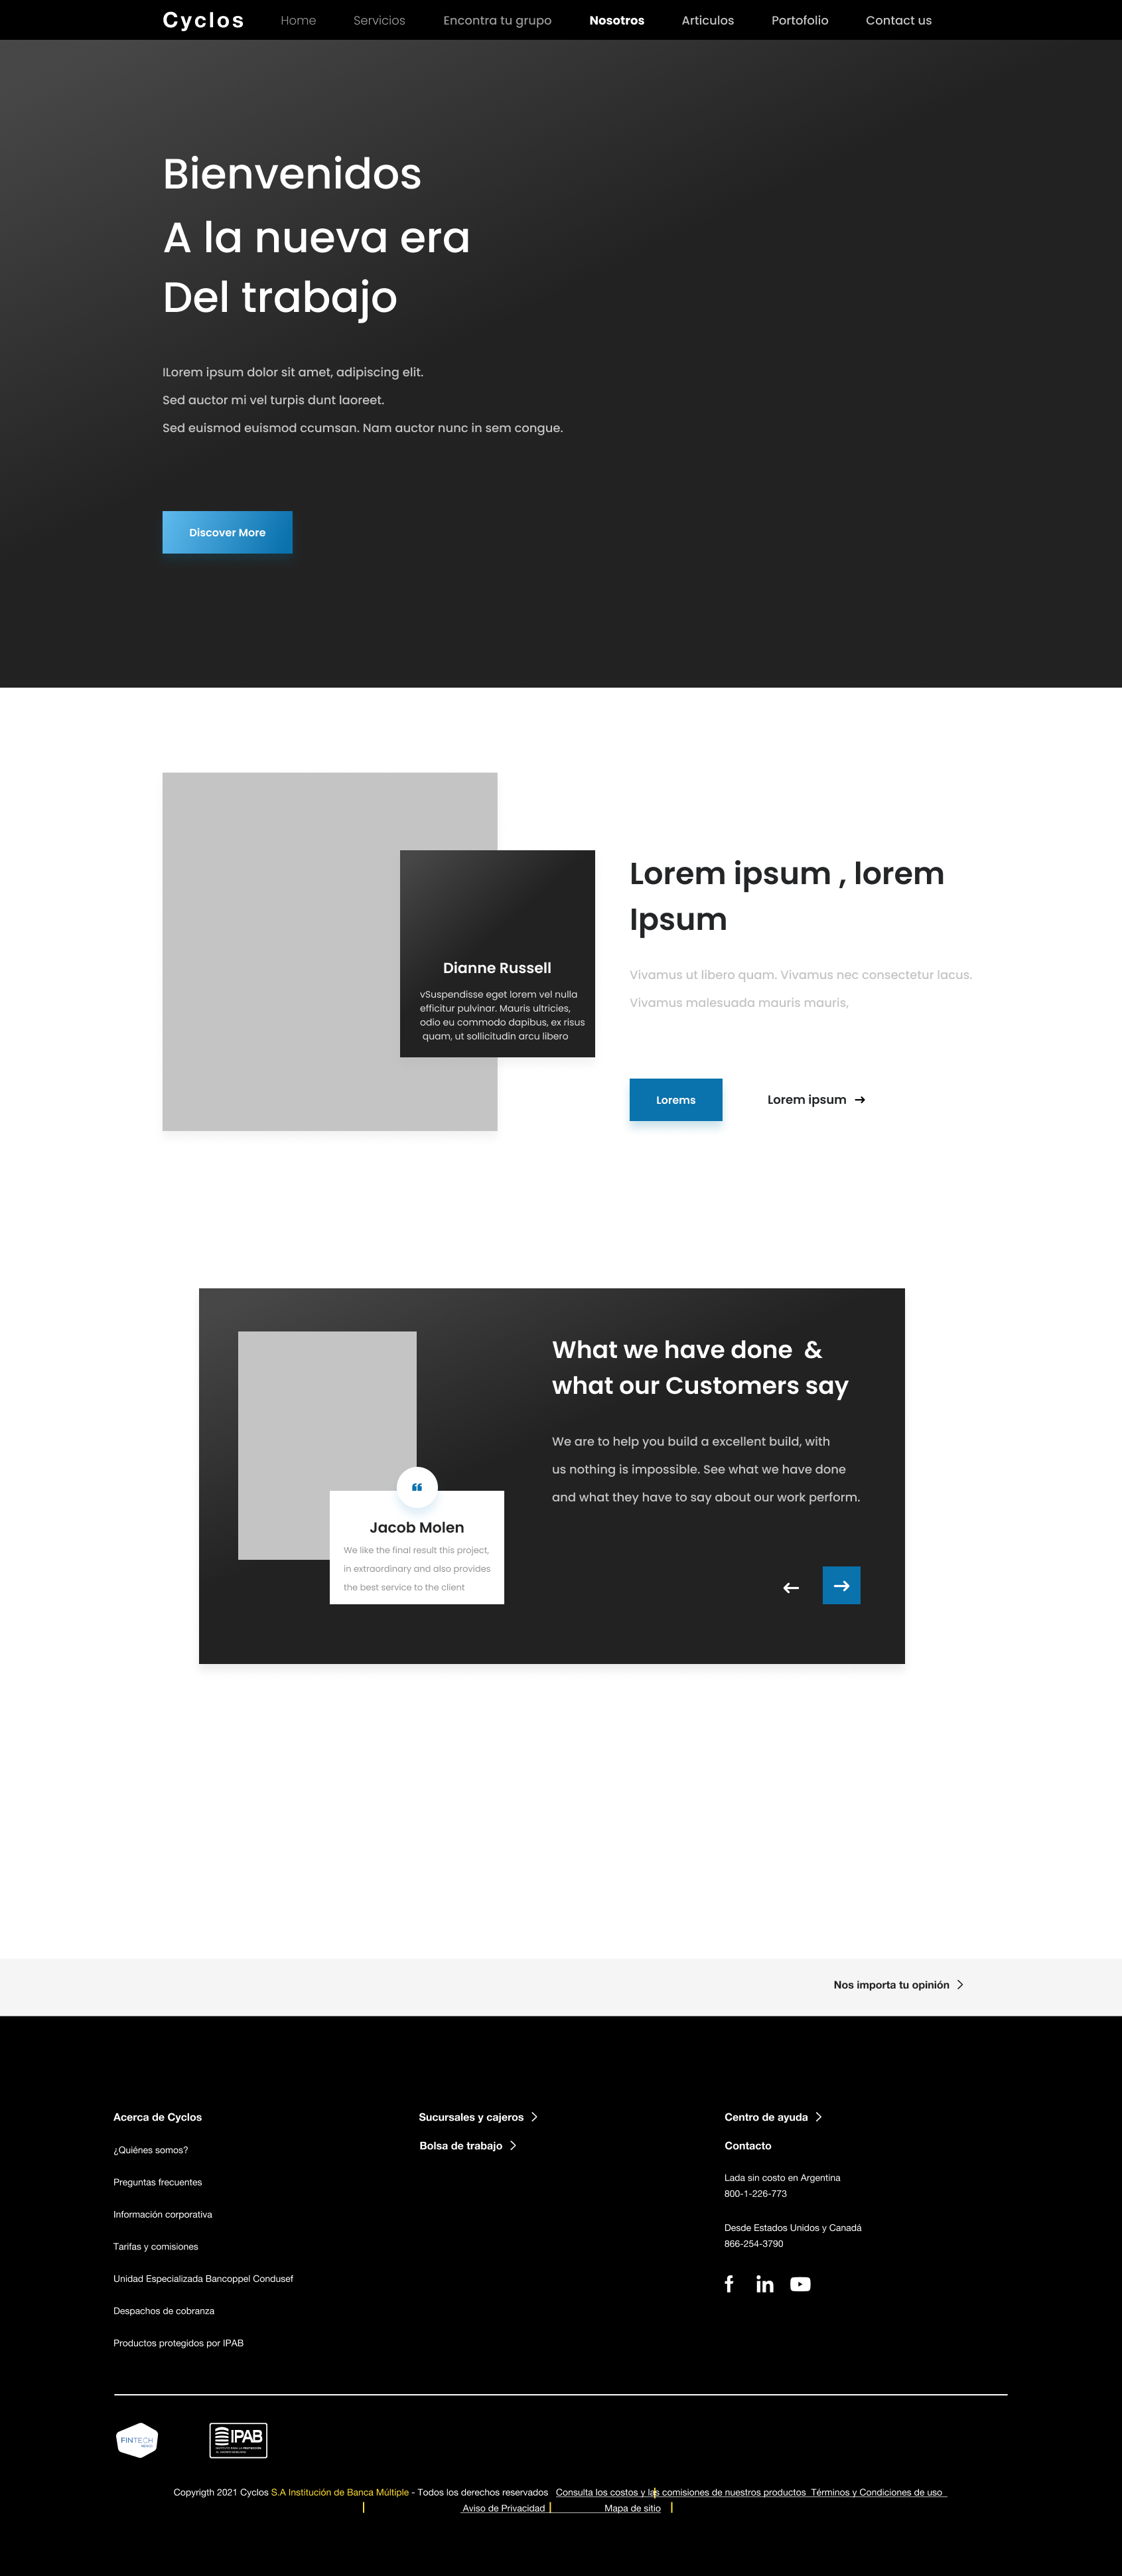 Cyclos Home Servicios Encontra tu grupo Nosotros Articulos Portofolio Contact us
Bienvenidos
A la nueva era
Del trabajo
ILorem ipsum dolor sit amet, adipiscing elit.
Sed auctor mi vel turpis dunt laoreet.
Sed euismod euismod ccumsan. Nam auctor nunc in sem congue.
Discover More
Dianne Russell
vSuspendisse eget lorem vel nulla
efficitur pulvinar. Mauris ultricies,
odio eu commodo dapibus, ex risus
quam, ut sollicitudin arcu libero
Lorem ipsum , lorem
Ipsum
Vivamus ut libero quam. Vivamus nec consectetur lacus.
Vivamus malesuada mauris mauris,
Lorems Lorem ipsum →
What we have done &
what our Customers say
We are to help you build a excellent build, with
us nothing is impossible. See what we have done
and what they have to say about our work perform.
“
Jacob Molen
We like the final result this project,
in extraordinary and also provides
the best service to the client
Nos importa tu opinión
Acerca de Cyclos
¿Quiénes somos?
Preguntas frecuentes
Información corporativa
Tarifas y comisiones
Unidad Especializada Bancoppel Condusef
Despachos de cobranza
Productos protegidos por IPAB
Sucursales y cajeros
Bolsa de trabajo
Centro de ayuda
Contacto
Lada sin costo en Argentina
800-1-226-773
Desde Estados Unidos y Canadá
866-254-3790
FINTECH
IPAB
Copyrigth 2021 Cyclos S.A Institución de Banca Múltiple - Todos los derechos reservados Consulta los costos y las comisiones de nuestros productos Términos y Condiciones de uso
Aviso de Privacidad Mapa de sitio